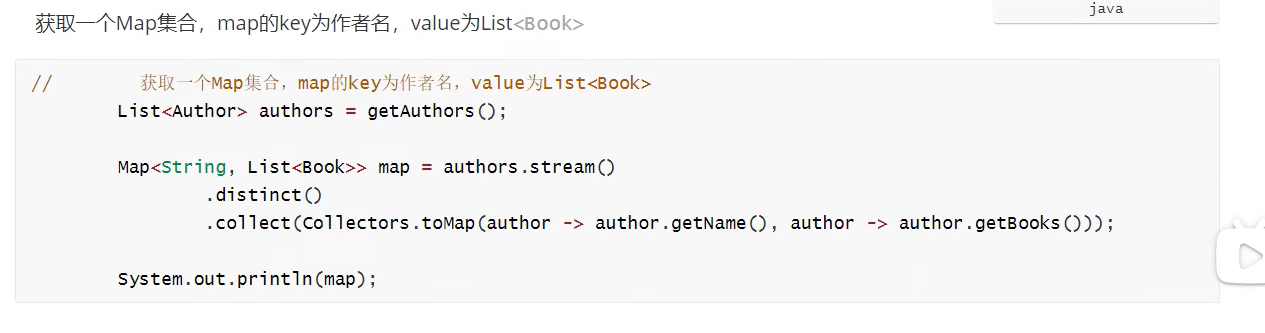 java
获取一个Map集合，map的key为作者名，value为List<Book>
//        获取一个Map集合，map的key为作者名，value为List<Book>
        List<Author> authors = getAuthors();
        Map<String, List<Book>> map = authors.stream()
                .distinct()
                .collect(Collectors.toMap(author -> author.getName(), author -> author.getBooks()));
        System.out.println(map);